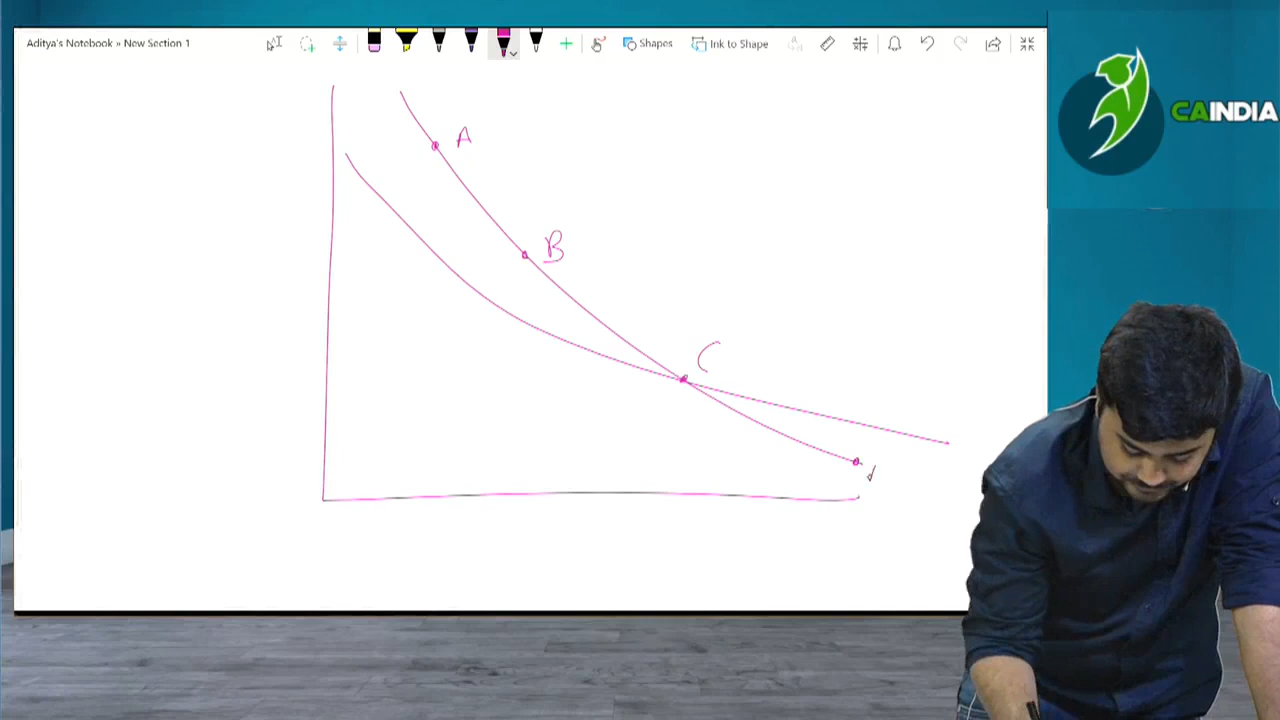 Aditya's Notebook » New Section 1
Shapes
Ink to Shape
CAINDIA
A
B
C
d